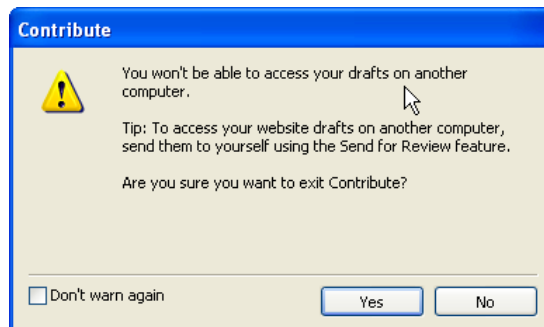 Contribute
You won't be able to access your drafts on another
computer.
Tip: To access your website drafts on another computer,
send them to yourself using the Send for Review feature.
Are you sure you want to exit Contribute?
Don't warn again
Yes
No